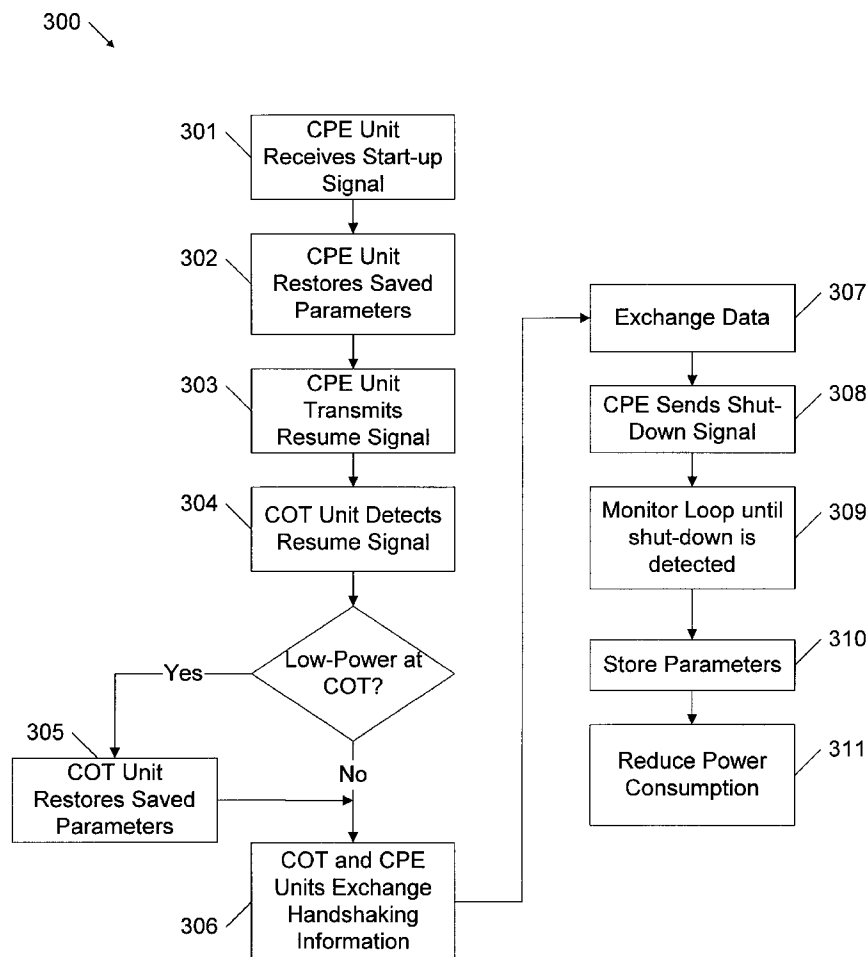 300
301
CPE Unit
Receives Start-up
Signal
302
CPE Unit
Restores Saved
Parameters
303
CPE Unit
Transmits
Resume Signal
304
COT Unit Detects
Resume Signal
Low-Power at
COT?
Yes
No
305
COT Unit
Restores Saved
Parameters
306
COT and CPE
Units Exchange
Handshaking
Information
307
Exchange Data
308
CPE Sends Shut-
Down Signal
309
Monitor Loop until
shut-down is
detected
310
Store Parameters
311
Reduce Power
Consumption